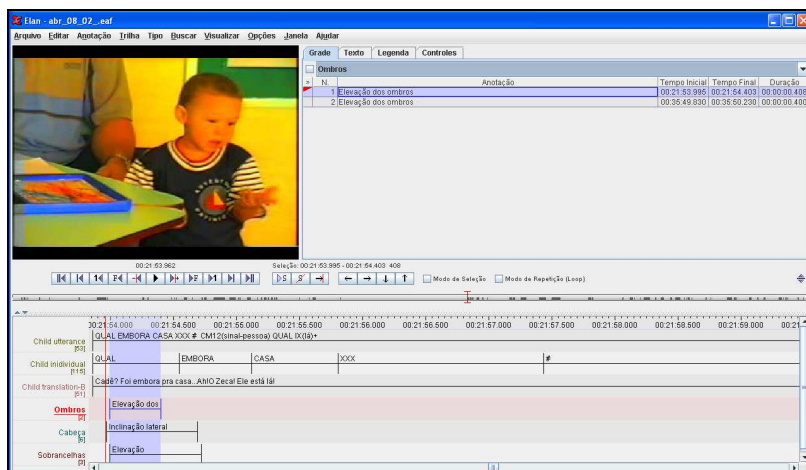 Elan - abr_08_02_.eaf
Arquivo Editar Anotação Trilha Tipo Buscar Visualizar Opções Janela Ajudar
Grade Texto Legenda Controles
Ombros
> N. Anotação Tempo Inicial Tempo Final Duração
1 Elevação dos ombros 00:21:53.995 00:21:54.403 00:00:00.408
2 Elevação dos ombros 00:35:49.830 00:35:50.230 00:00:00.400
00:21:53.962 Seleção: 00:21:53.995 - 00:21:54.403 408
Modo de Seleção Modo de Repetição (Loop)
00:21:54.000 00:21:54.500 00:21:55.000 00:21:55.500 00:21:56.000 00:21:56.500 00:21:57.000 00:21:57.500 00:21:58.000 00:21:58.500 00:21:59.000 00:21
Child utterance QUAL EMBORA CASA XXX # CM12(sinal-pessoa) QUAL IX(lá)+
[53]
Child inidividual QUAL EMBORA CASA XXX #
[115]
Child translation-B Cadê? Foi embora pra casa...Ah!O Zeca! Ele está lá!
[51]
Ombros Elevação dos
[2]
Cabeça Inclinação lateral
[6]
Sobrancelhas Elevação
[3]